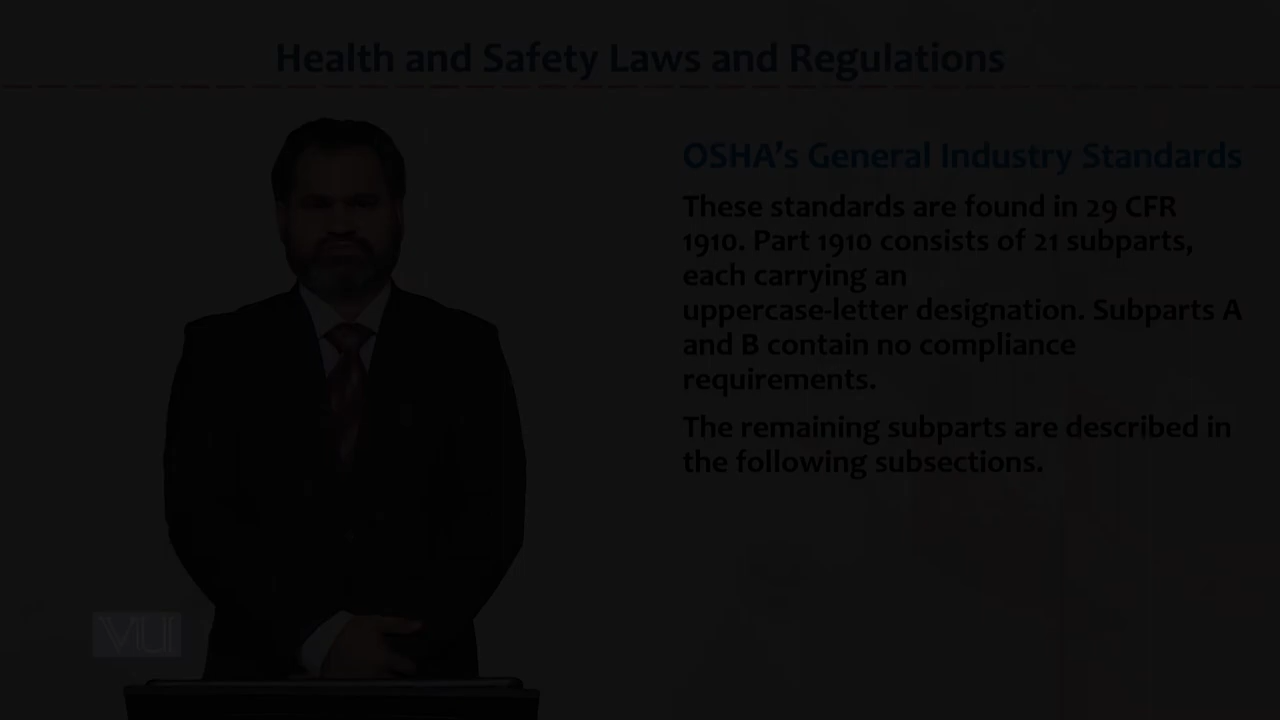 Health and Safety Laws and Regulations
OSHA's General Industry Standards
These standards are found in 29 CFR
1910. Part 1910 consists of 21 subparts,
each carrying an
uppercase-letter designation. Subparts A
and B contain no compliance
requirements.
The remaining subparts are described in
the following subsections.
VU